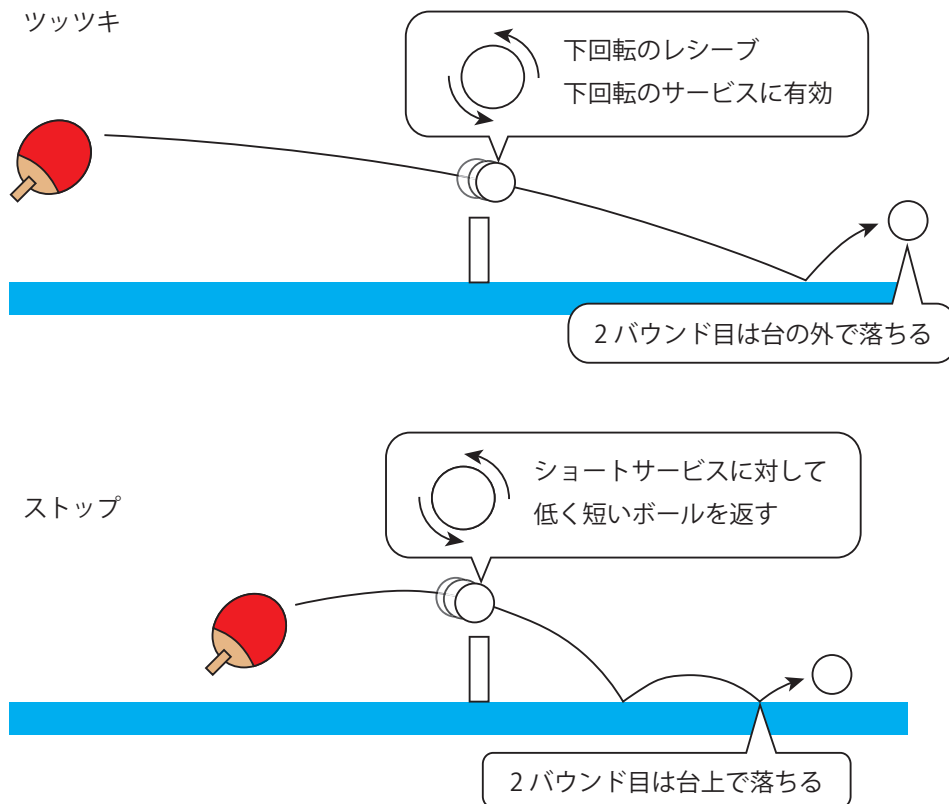 ツッツキ
下回転のレシーブ
下回転のサービスに有効
2 バウンド目は台の外で落ちる
ストップ
ショートサービスに対して
低く短いボールを返す
2 バウンド目は台上で落ちる